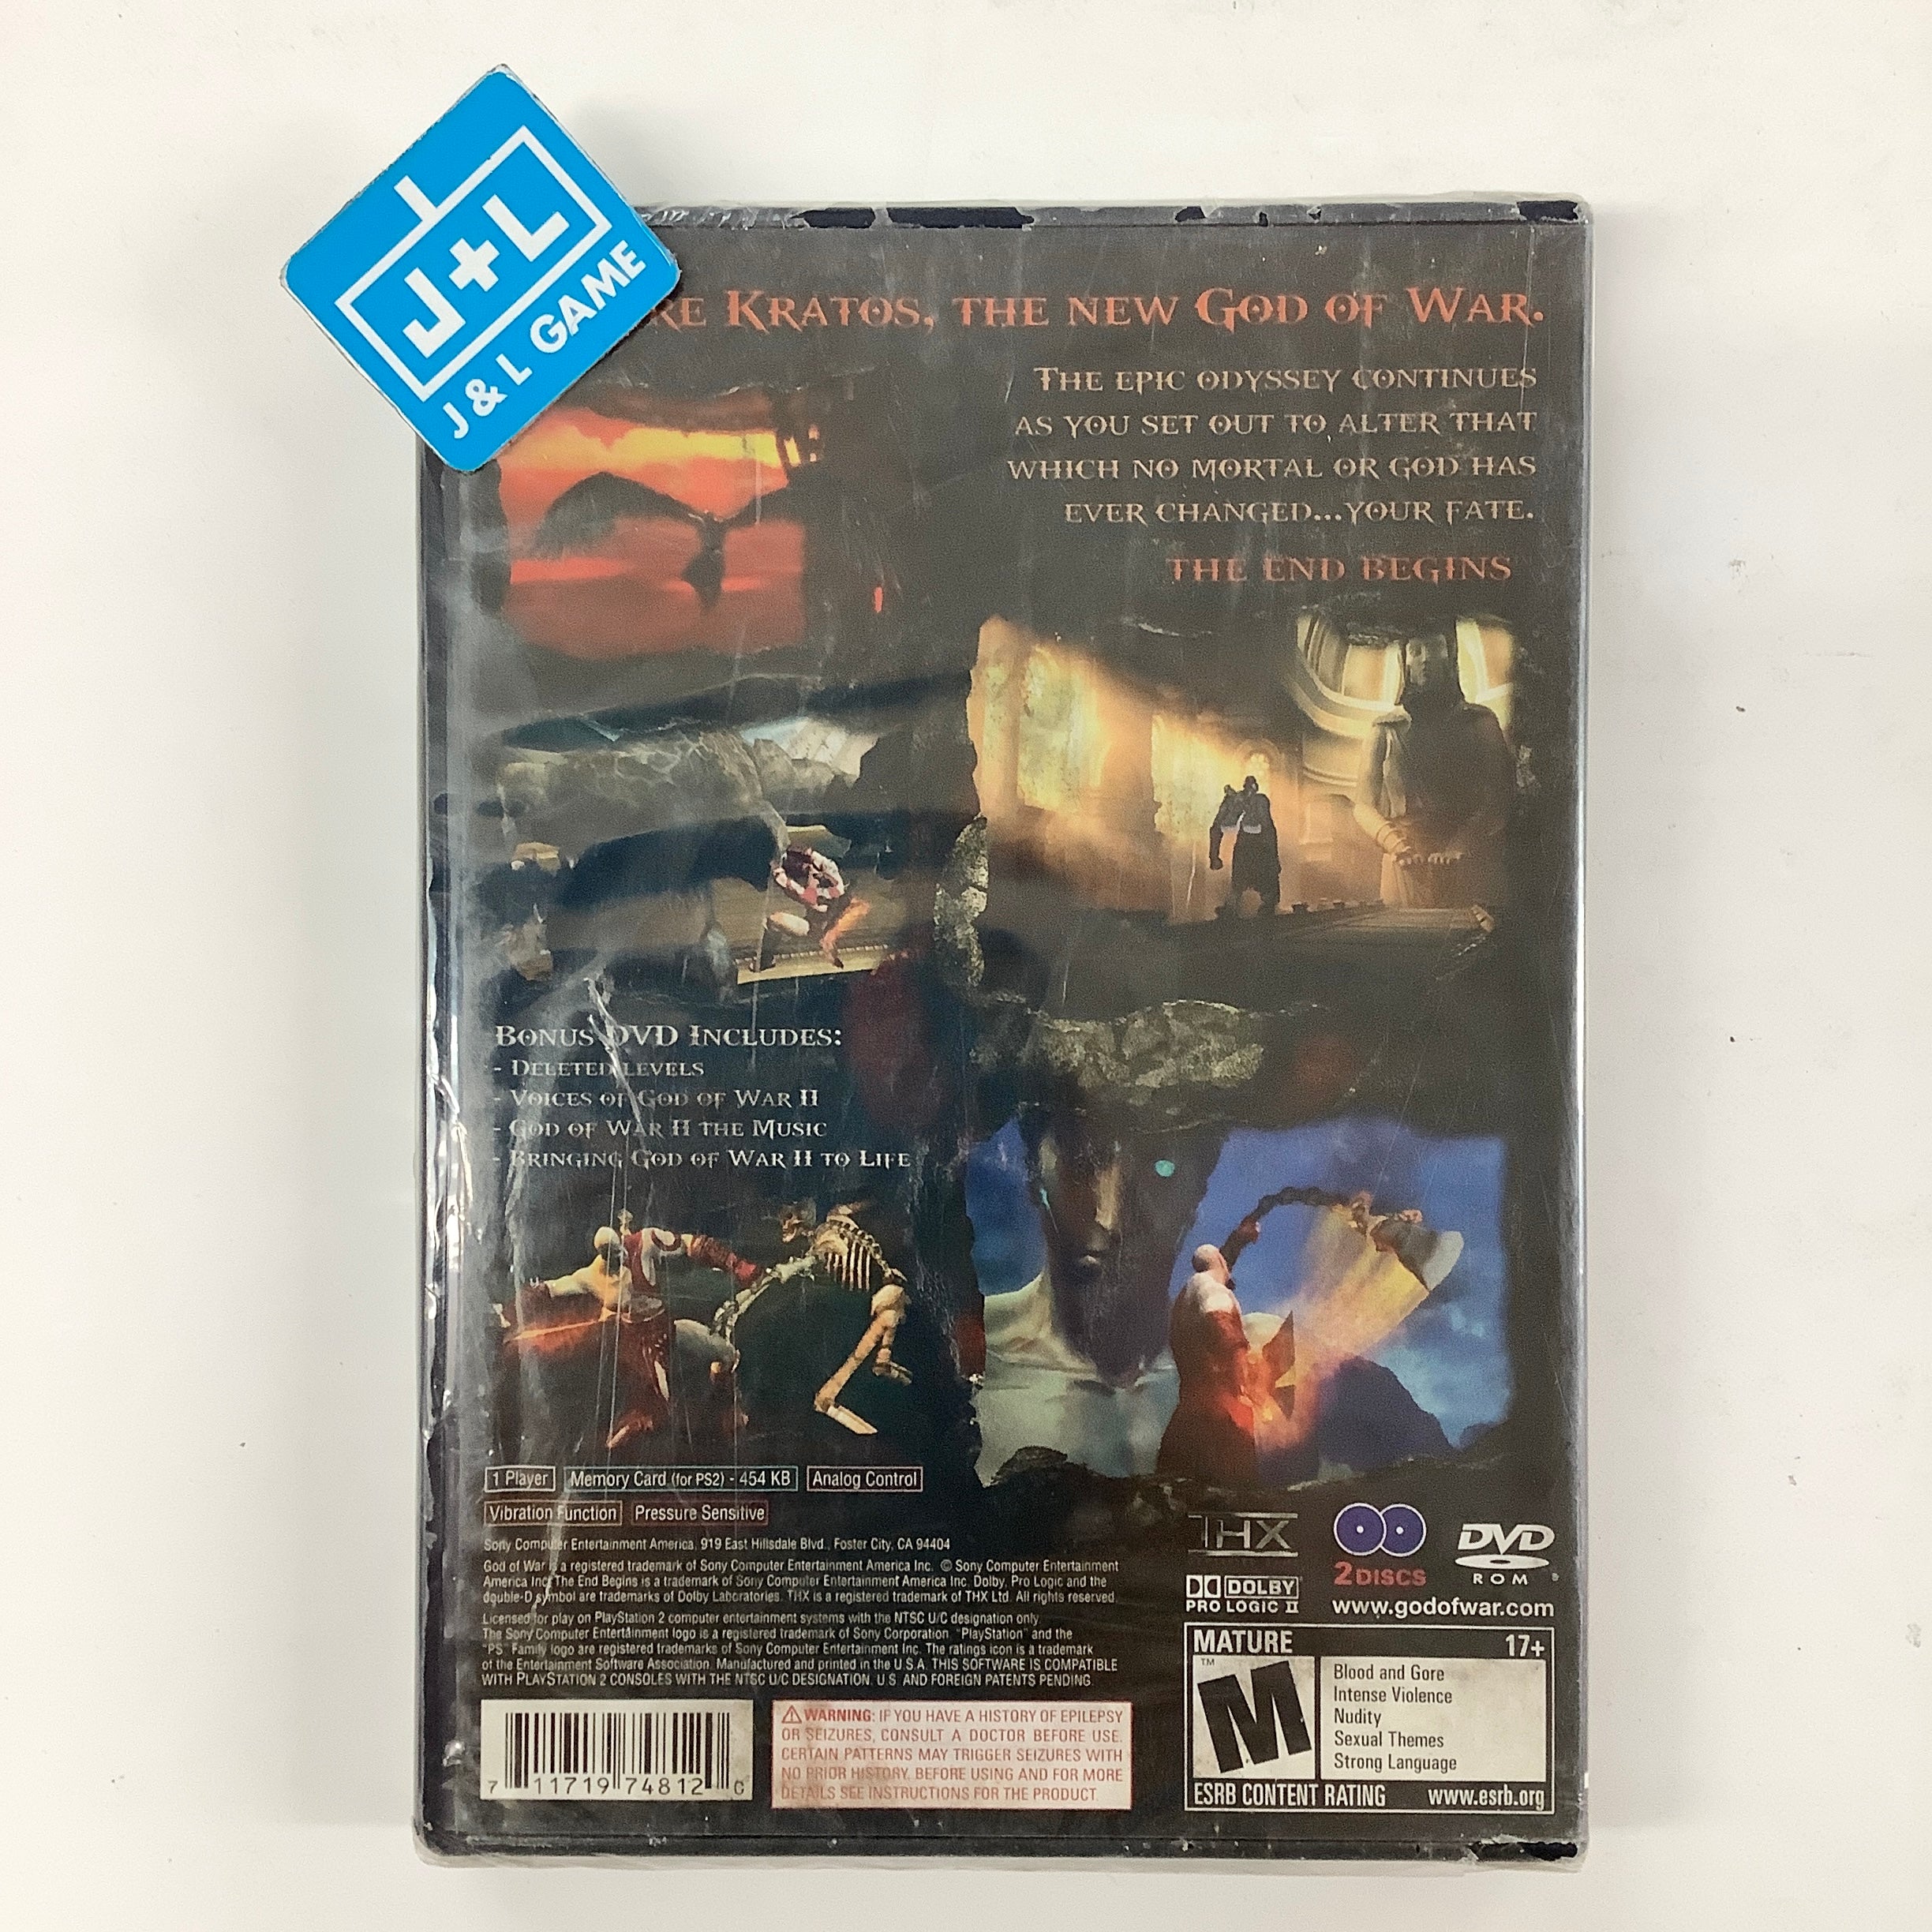 J+L
J & L GAME
RE KRATOS, THE NEW GOD OF WAR.
THE EPIC ODYSSEY CONTINUES
AS YOU SET OUT TO ALTER THAT
WHICH NO MORTAL OR GOD HAS
EVER CHANGED...YOUR FATE.
THE END BEGINS
BONUS DVD INCLUDES:
- DELETED LEVELS
- VOICES OF GOD OF WAR II
- GOD OF WAR II THE MUSIC
- BRINGING GOD OF WAR II TO LIFE
1 Player Memory Card (for PS2) - 454 KB Analog Control
Vibration Function Pressure Sensitive
Sony Computer Entertainment America, 919 East Hillsdale Blvd., Foster City, CA 94404
God of War is a registered trademark of Sony Computer Entertainment America Inc. © Sony Computer Entertainment
America Inc. The End Begins is a trademark of Sony Computer Entertainment America Inc. Dolby, Pro Logic and the
double-D symbol are trademarks of Dolby Laboratories. THX is a registered trademark of THX Ltd. All rights reserved.
Licensed for play on PlayStation 2 computer entertainment systems with the NTSC U/C designation only.
The Sony Computer Entertainment logo is a registered trademark of Sony Corporation. "PlayStation" and the
"PS" Family logo are registered trademarks of Sony Computer Entertainment Inc. The ratings icon is a trademark
of the Entertainment Software Association. Manufactured and printed in the U.S.A. THIS SOFTWARE IS COMPATIBLE
WITH PLAYSTATION 2 CONSOLES WITH THE NTSC U/C DESIGNATION. U.S. AND FOREIGN PATENTS PENDING.
THX
2 DISCS
DVD
ROM
DOLBY
PRO LOGIC II
www.godofwar.com
MATURE 17+
M
TM
Blood and Gore
Intense Violence
Nudity
Sexual Themes
Strong Language
ESRB CONTENT RATING www.esrb.org
7 11719 74812 0
WARNING: IF YOU HAVE A HISTORY OF EPILEPSY
OR SEIZURES, CONSULT A DOCTOR BEFORE USE.
CERTAIN PATTERNS MAY TRIGGER SEIZURES WITH
NO PRIOR HISTORY. BEFORE USING AND FOR MORE
DETAILS SEE INSTRUCTIONS FOR THE PRODUCT.